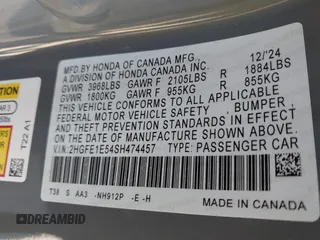 MFD.BY HONDA OF CANADA MFG., 12/'24
A DIVISION OF HONDA CANADA INC.
GVWR 3968LBS GAWR F 2105LBS R 1884LBS
GVWR 1800KG GAWR F 955KG R 855KG
THIS VEHICLE CONFORMS TO ALL APPLICABLE
FEDERAL MOTOR VEHICLE SAFETY, BUMPER,
AND THEFT PREVENTION STANDARDS IN EFFECT
ON THE DATE OF MANUFACTURE SHOWN ABOVE.
VIN:2HGFE1E54SH474457 TYPE:PASSENGER CAR
T38 S AA3 -NH912P -E-H
MADE IN CANADA
T22 A1
DREAMBID